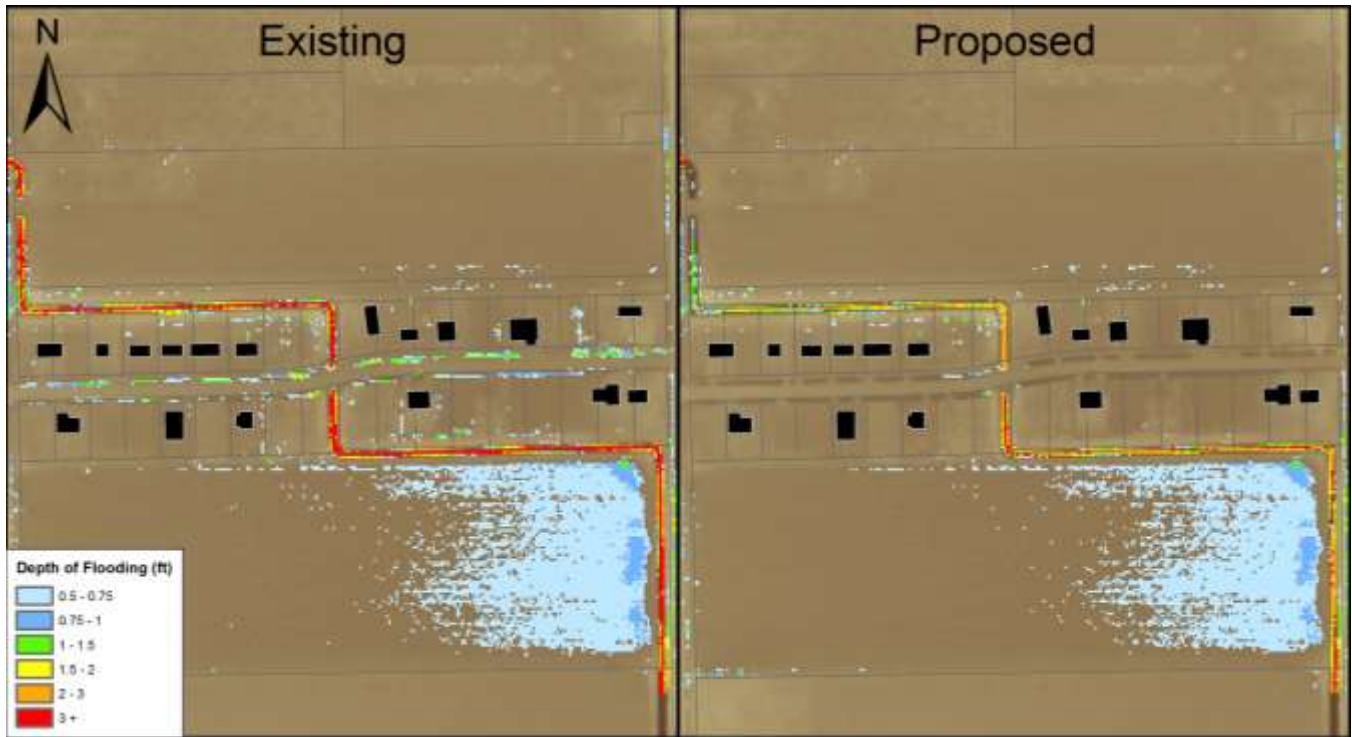 N
Existing
Proposed
Depth of Flooding (ft)
0.5 - 0.75
0.75 - 1
1 - 1.5
1.5 - 2
2 - 3
3 +